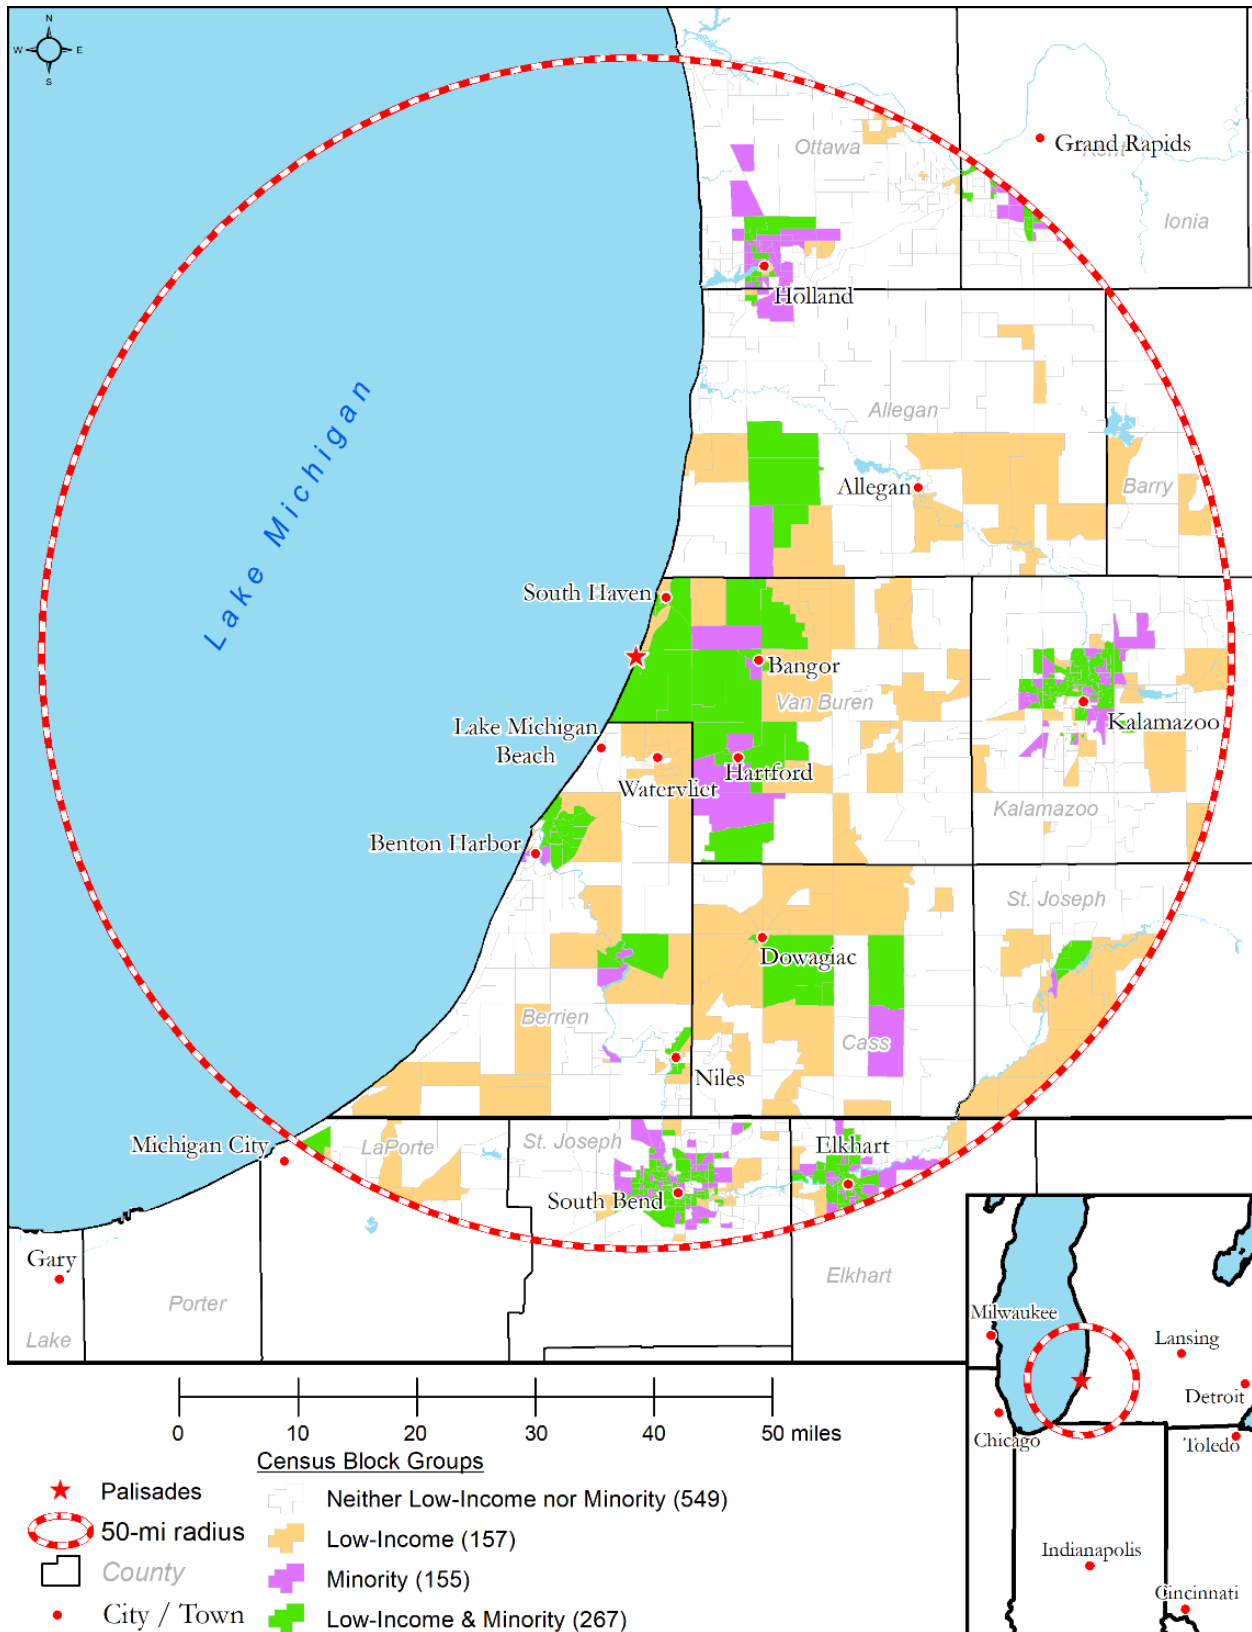 N
W E
S
Grand Rapids
Kent
Ottawa
Ionia
Holland
Lake Michigan
Allegan
Allegan
Barry
South Haven
Bangor
Van Buren
Kalamazoo
Lake Michigan
Beach
Watervliet
Hartford
Kalamazoo
Benton Harbor
St. Joseph
Dowagiac
Berrien
Cass
Niles
Michigan City
LaPorte
St. Joseph
Elkhart
South Bend
Gary
Porter
Elkhart
Lake
Milwaukee
Lansing
Detroit
Chicago
Toledo
Indianapolis
Cincinnati
0 10 20 30 40 50 miles
Census Block Groups
Palisades
50-mi radius
County
City / Town
Neither Low-Income nor Minority (549)
Low-Income (157)
Minority (155)
Low-Income & Minority (267)